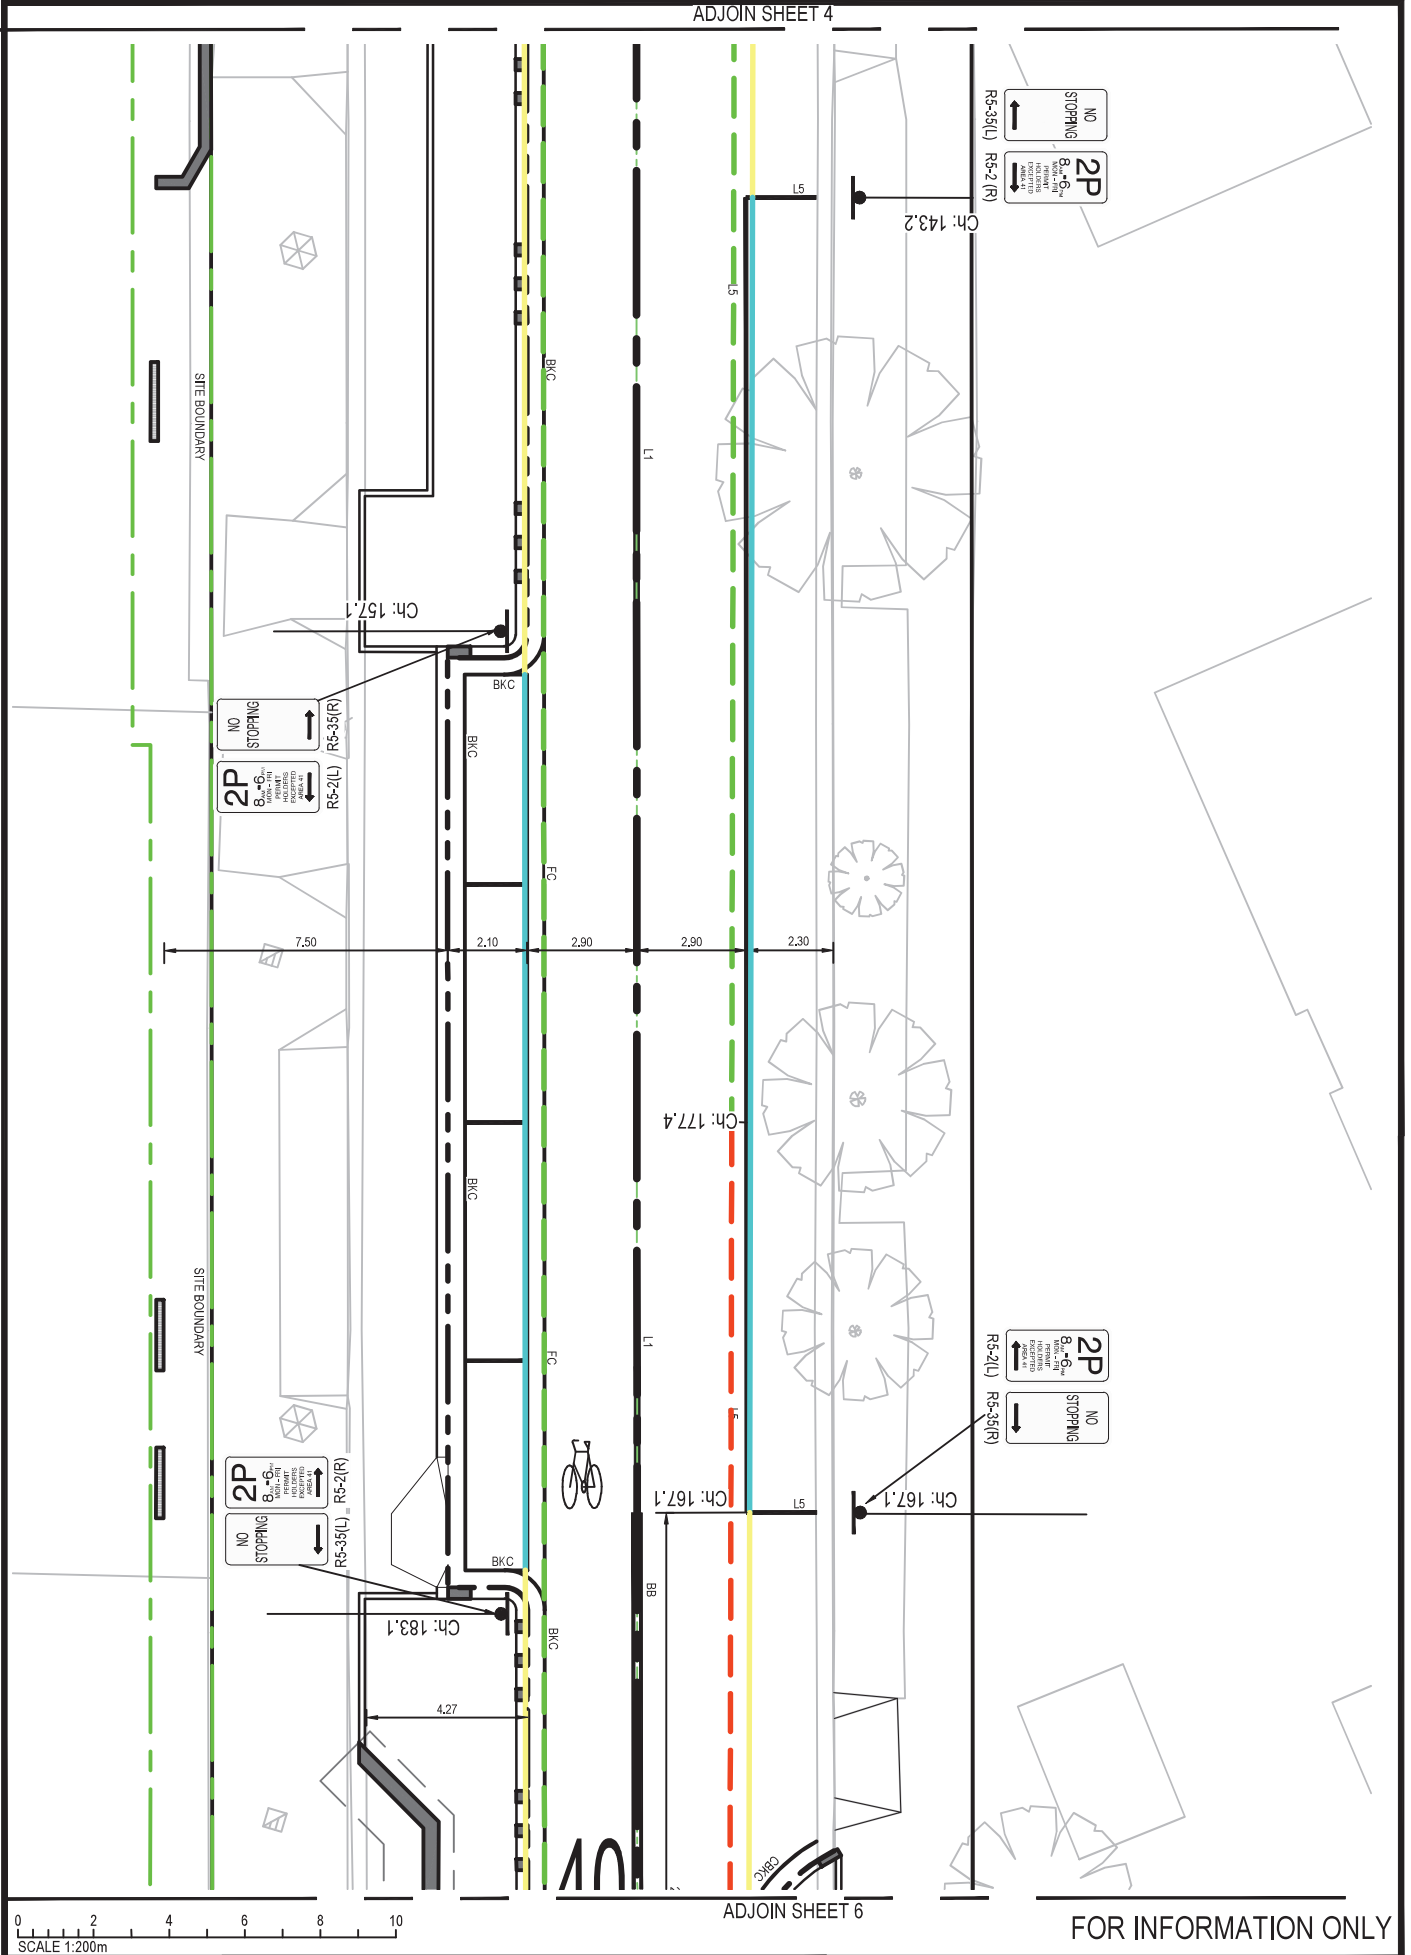 ADJOIN SHEET 4
NO
STOPPING
R5-35(L)
2P
8AM-6PM
MON - FRI
PERMIT
HOLDERS
EXCEPTED
AREA 41
R5-2 (R)
L5
Ch: 143.2
L5
BKC
SITE BOUNDARY
L1
Ch: 157.1
BKC
NO
STOPPING
R5-35(R)
BKC
2P
8AM-6PM
MON - FRI
PERMIT
HOLDERS
EXCEPTED
AREA 41
R5-2(L)
FC
7.50
2.10
2.90
2.90
2.30
Ch: 177.4
BKC
SITE BOUNDARY
L1
FC
2P
8AM-6PM
MON - FRI
PERMIT
HOLDERS
EXCEPTED
AREA 41
R5-2(L)
NO
STOPPING
R5-35(R)
2P
8AM-6PM
MON - FRI
PERMIT
HOLDERS
EXCEPTED
AREA 41
R5-2(R)
Ch: 167.1
L5
Ch: 167.1
NO
STOPPING
R5-35(L)
BKC
BB
Ch: 183.1
BKC
4.27
40
CBKC
ADJOIN SHEET 6
0 2 4 6 8 10
SCALE 1:200m
FOR INFORMATION ONLY